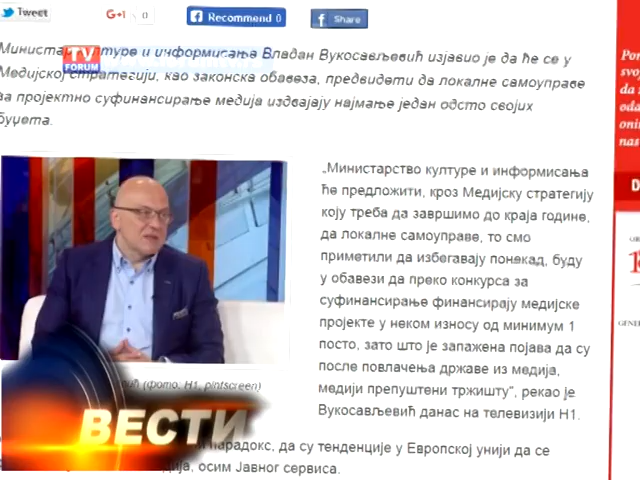 Tweet
G+1
0
Recommend 0
Share
Министар културе и информисања Владан Вукосављевић изјавио је да ће се у
Медијској стратегији, као законска обавеза, предвидети да локалне самоуправе
за пројектно суфинансирање медија издвајају најмање један одсто својих
буџета.
TV
FORUM
„Министарство културе и информисања
ће предложити, кроз Медијску стратегију
коју треба да завршимо до краја године,
да локалне самоуправе, то смо
приметили да избегавају понекад, буду
у обавези да преко конкурса за
суфинансирање финансирају медијске
пројекте у неком износу од минимум 1
посто, зато што је запажена појава да су
после повлачења државе из медија,
медији препуштени тржишту", рекао је
Вукосављевић данас на телевизији Н1.
(фото, Н1, pintscreen)
ВЕСТИ
парадокс, да су тенденције у Европској унији да се
осим Јавног сервиса.